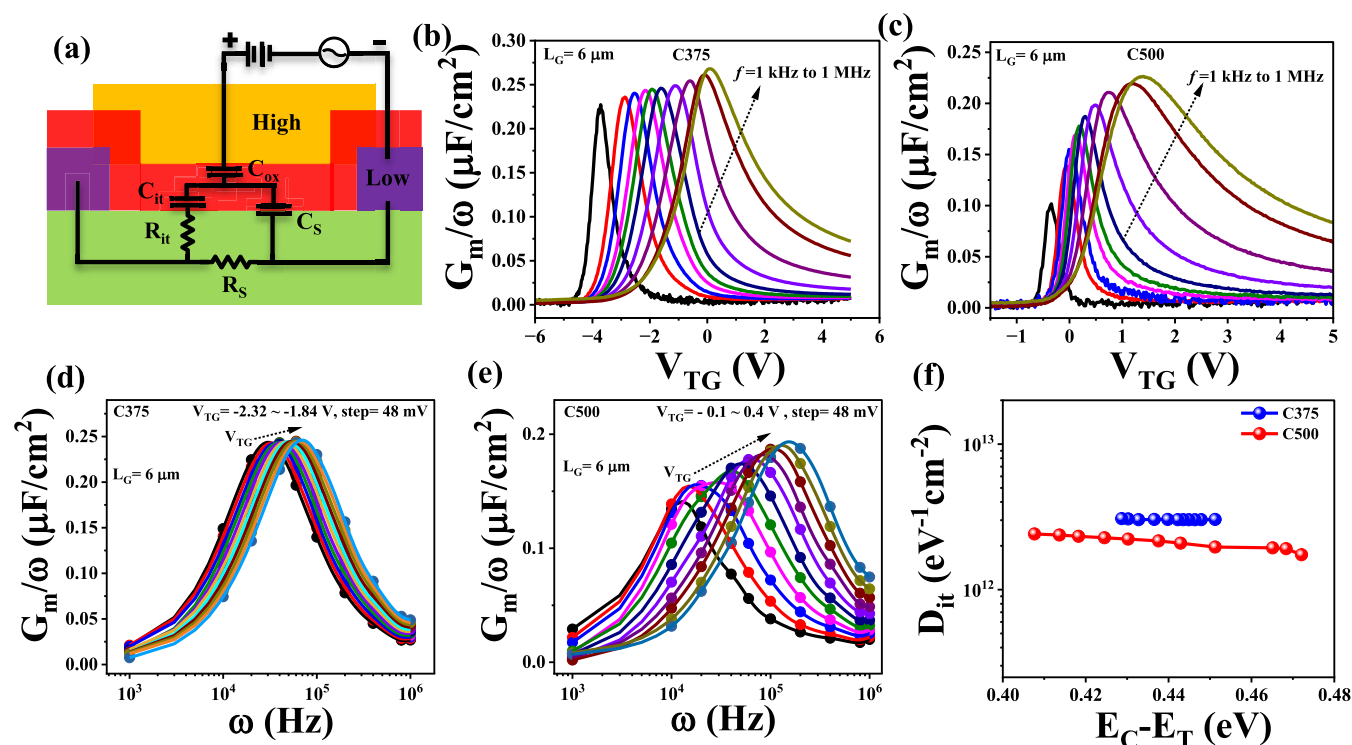 (a)
+
-
High
C_ox
C_it
C_S
Low
R_it
R_S
(b)
L_G= 6 μm
C375
f=1 kHz to 1 MHz
0.30
0.25
0.20
0.15
0.10
0.05
0.00
G_m/ω (μF/cm²)
−6 −4 −2 0 2 4 6
V_TG (V)
(c)
L_G= 6 μm
C500
f=1 kHz to 1 MHz
0.25
0.20
0.15
0.10
0.05
0.00
G_m/ω (μF/cm²)
−1 0 1 2 3 4 5
V_TG (V)
(d)
C375
V_TG= -2.32 ~ -1.84 V, step= 48 mV
V_TG
L_G= 6 μm
0.25
0.20
0.15
0.10
0.05
0.00
G_m/ω (μF/cm²)
10³ 10⁴ 10⁵ 10⁶
ω (Hz)
(e)
C500
V_TG= - 0.1 ~ 0.4 V, step= 48 mV
V_TG
L_G= 6 μm
0.2
0.1
0.0
G_m/ω (μF/cm²)
10³ 10⁴ 10⁵ 10⁶
ω (Hz)
(f)
C375
C500
10¹³
10¹²
D_it (eV⁻¹cm⁻²)
0.40 0.42 0.44 0.46 0.48
E_C-E_T (eV)